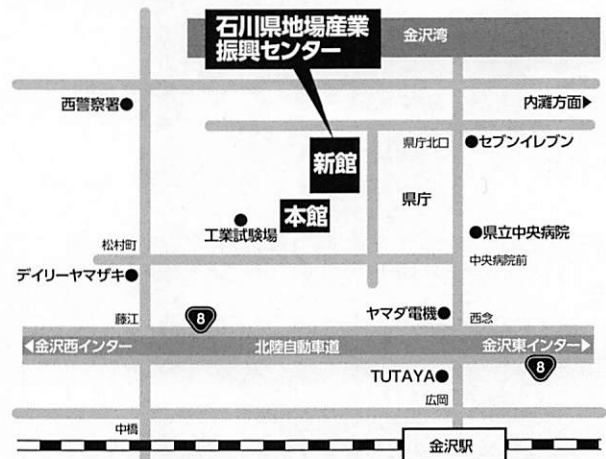 石川県地場産業
振興センター
金沢湾
西警察署
内灘方面
県庁北口
セブンイレブン
新館
県庁
本館
工業試験場
県立中央病院
松村町
中央病院前
デイリーヤマザキ
藤江
8
ヤマダ電機
西念
金沢西インター
北陸自動車道
金沢東インター
8
TUTAYA
広岡
中橋
金沢駅